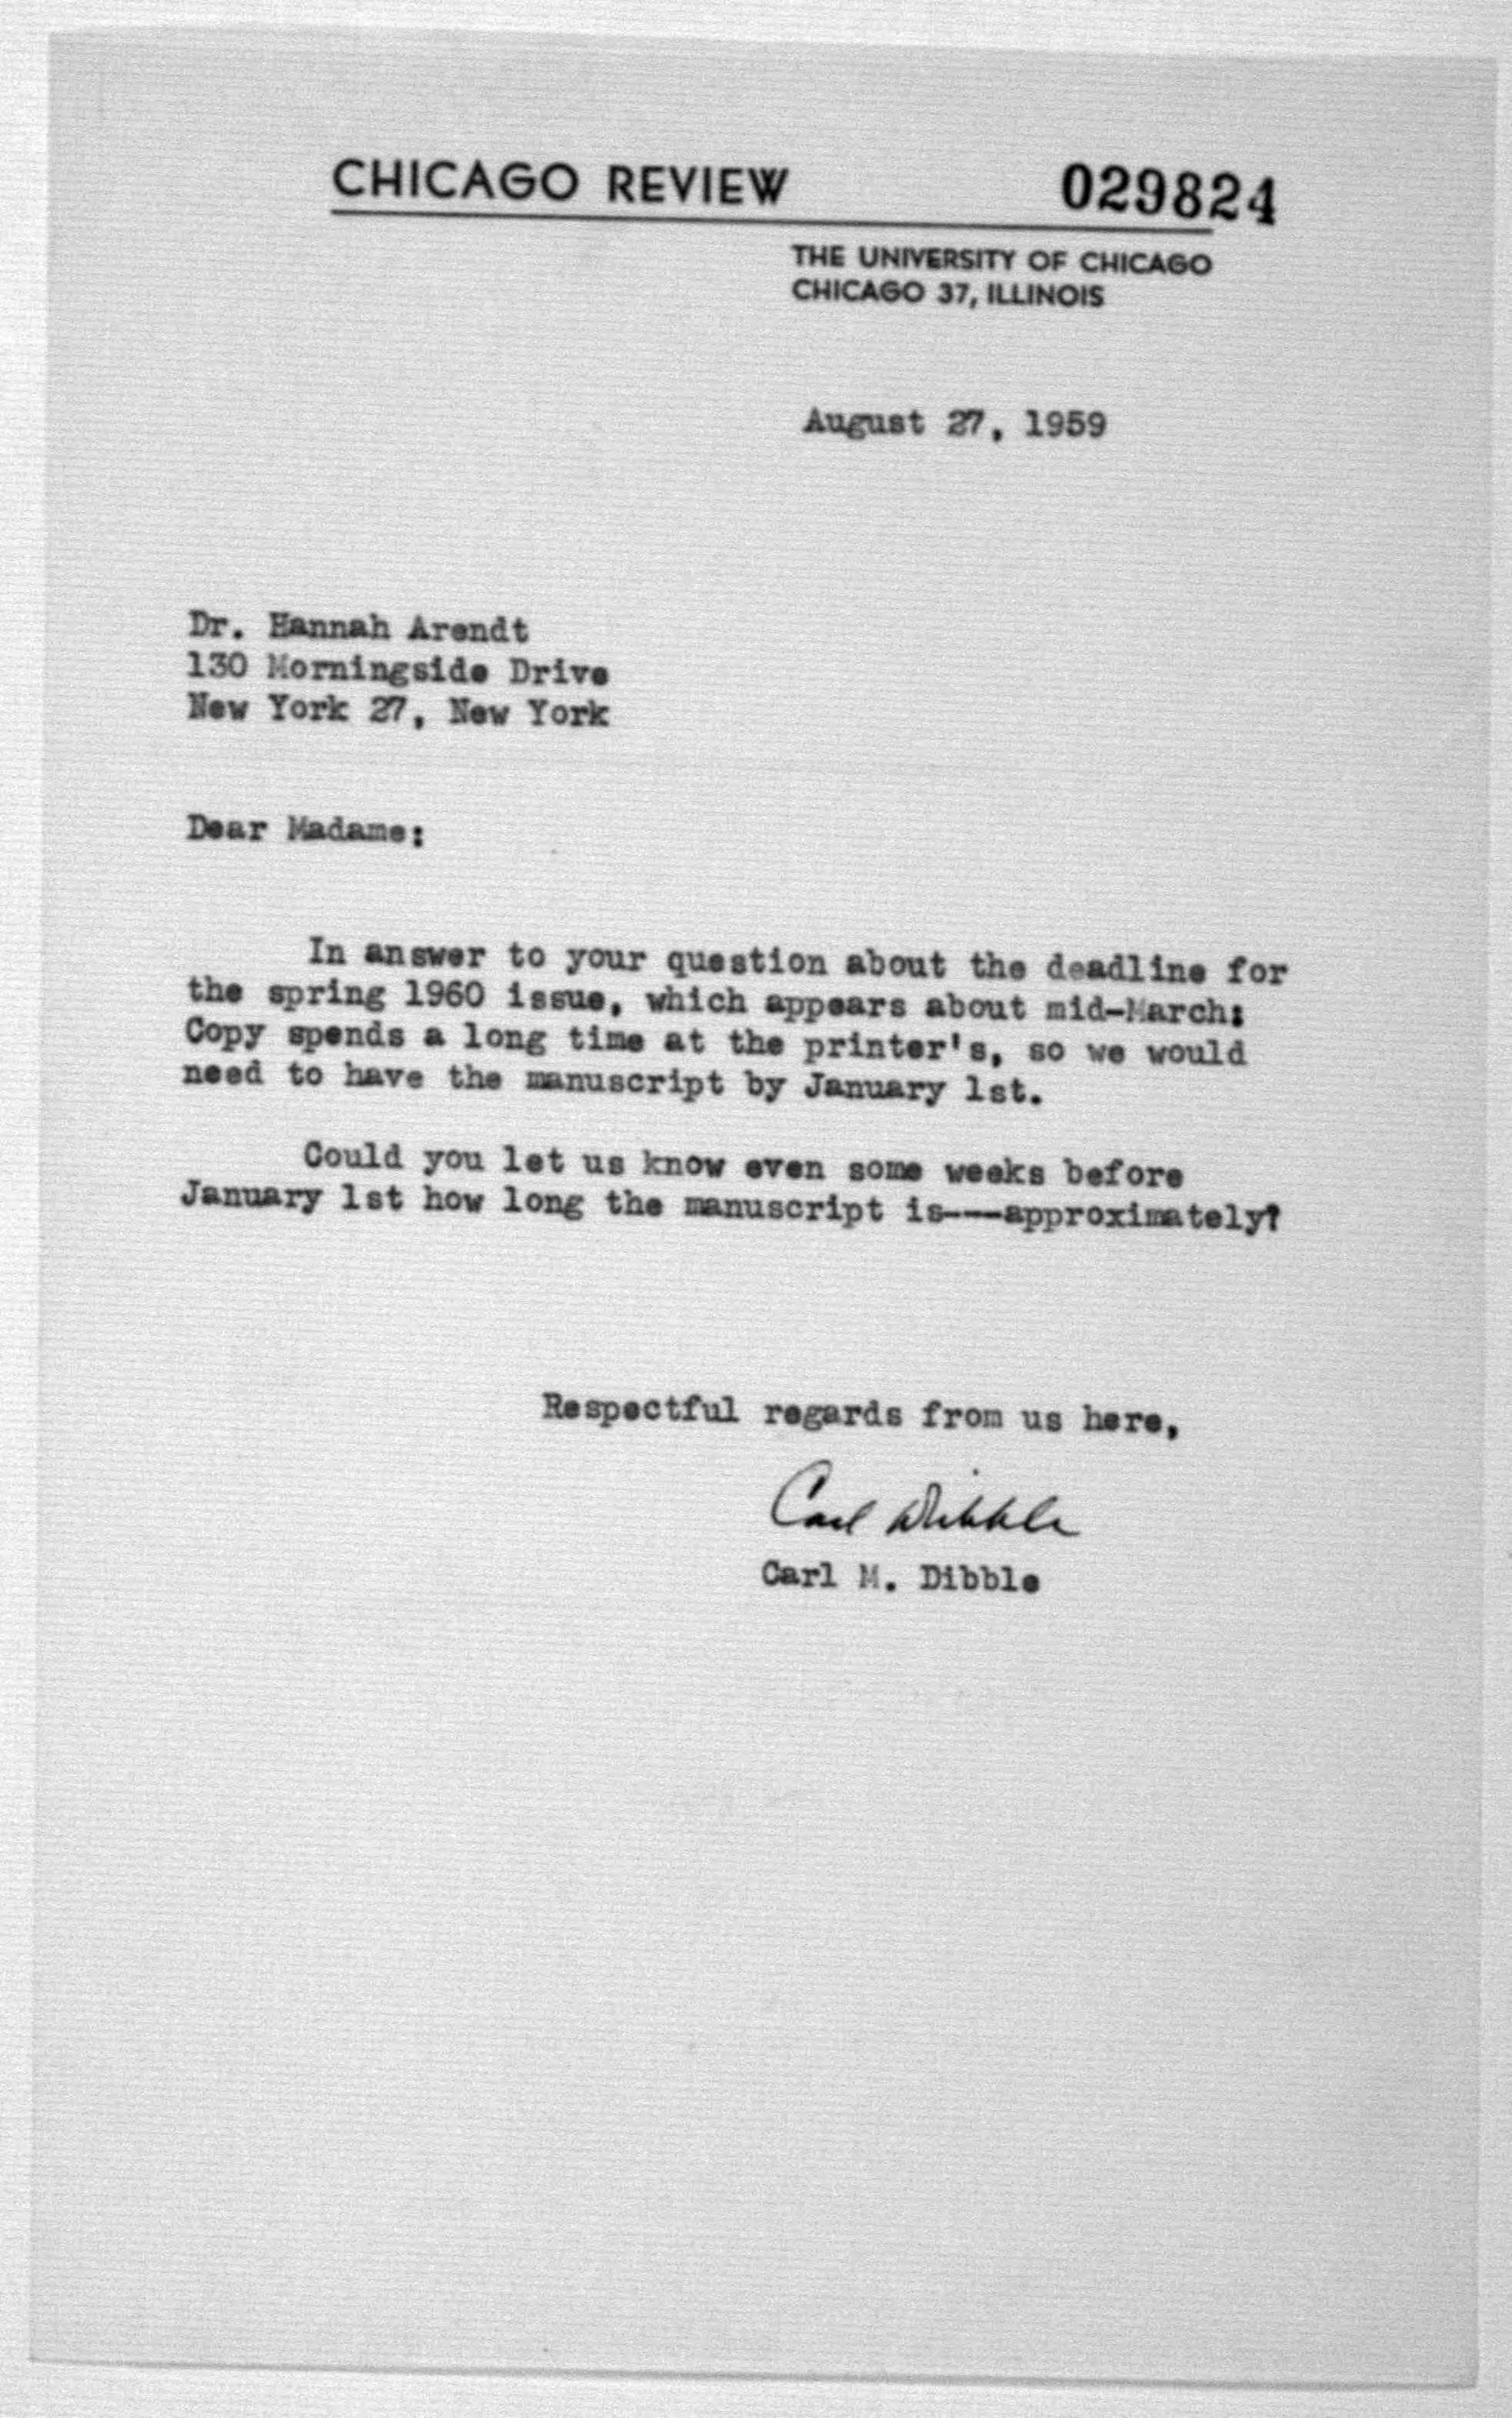 CHICAGO REVIEW 029824
THE UNIVERSITY OF CHICAGO
CHICAGO 37, ILLINOIS
August 27, 1959
Dr. Hannah Arendt
130 Morningside Drive
New York 27, New York
Dear Madame:
In answer to your question about the deadline for
the spring 1960 issue, which appears about mid-March:
Copy spends a long time at the printer's, so we would
need to have the manuscript by January 1st.
Could you let us know even some weeks before
January 1st how long the manuscript is---approximately?
Respectful regards from us here,
Carl Dibble
Carl M. Dibble